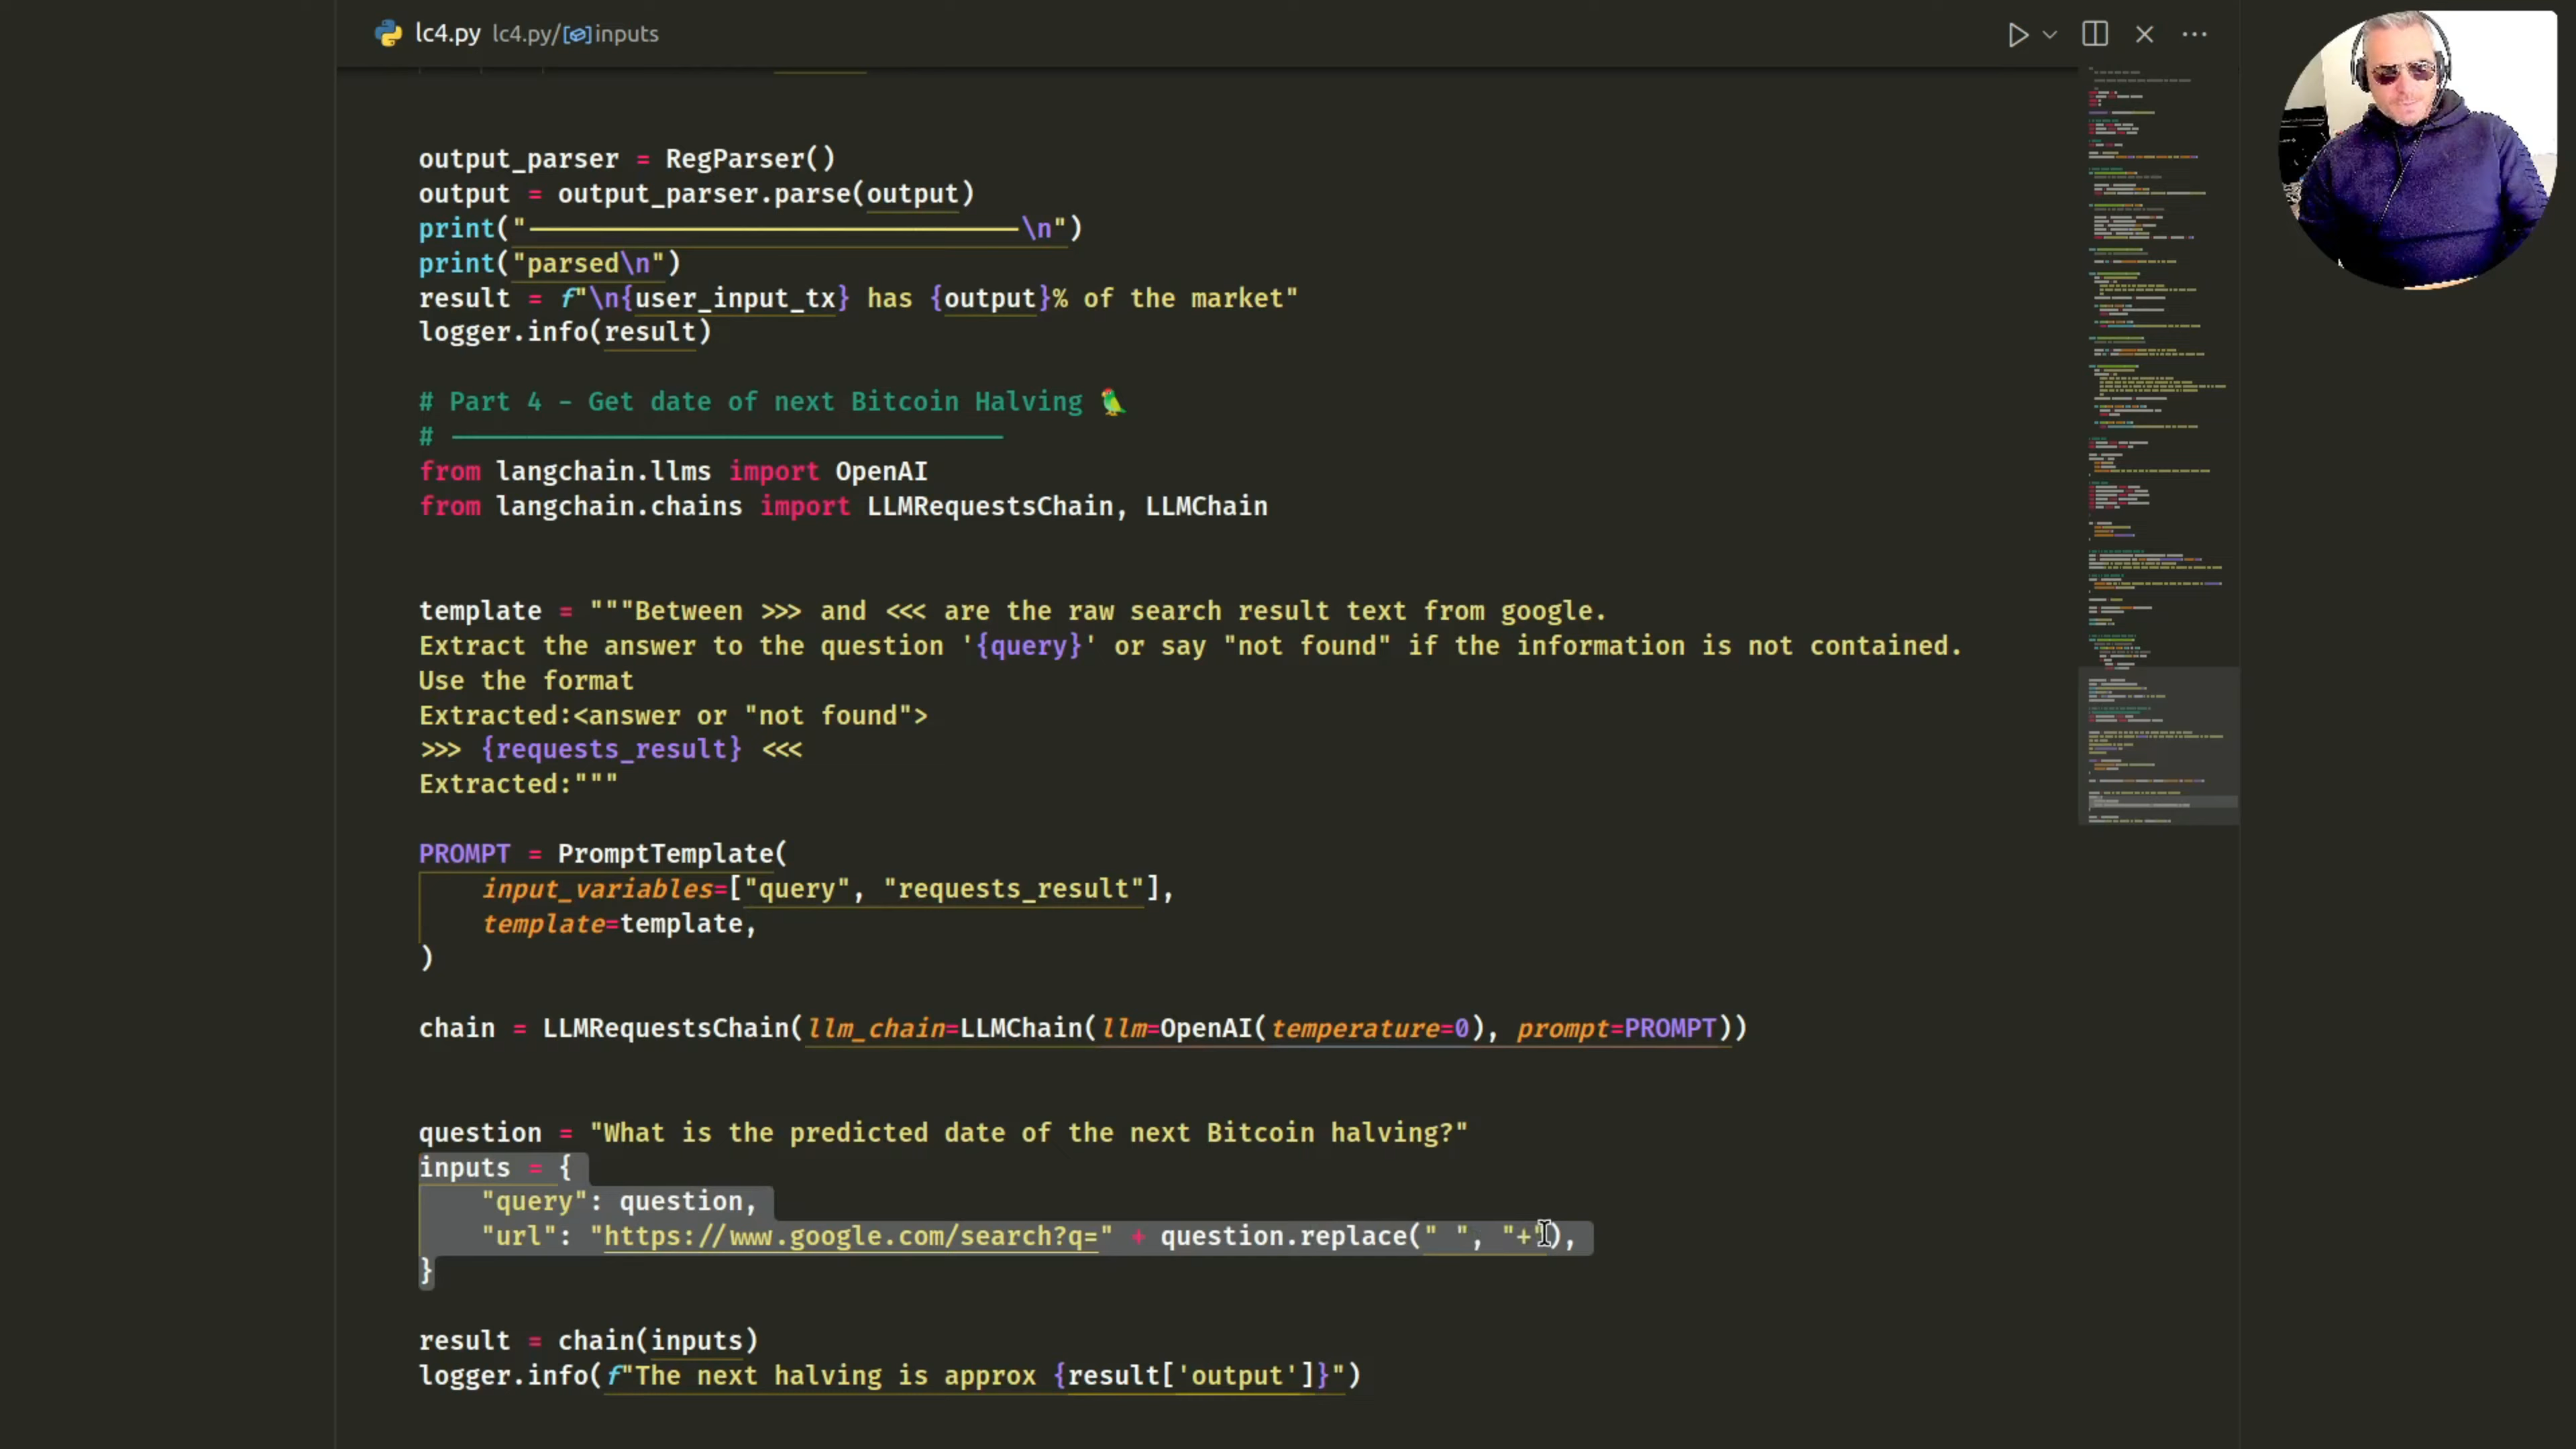 lc4.py lc4.py/inputs
output_parser = RegParser()
output = output_parser.parse(output)
print("————————————————————————————————\n")
print("parsed\n")
result = f"\n{user_input_tx} has {output}% of the market"
logger.info(result)
# Part 4 - Get date of next Bitcoin Halving 🦜
# ————————————————————————————————————
from langchain.llms import OpenAI
from langchain.chains import LLMRequestsChain, LLMChain
template = """Between >>> and <<< are the raw search result text from google.
Extract the answer to the question '{query}' or say "not found" if the information is not contained.
Use the format
Extracted:<answer or "not found">
>>> {requests_result} <<<
Extracted:"""
PROMPT = PromptTemplate(
    input_variables=["query", "requests_result"],
    template=template,
)
chain = LLMRequestsChain(llm_chain=LLMChain(llm=OpenAI(temperature=0), prompt=PROMPT))
question = "What is the predicted date of the next Bitcoin halving?"
inputs = {
    "query": question,
    "url": "https://www.google.com/search?q=" + question.replace(" ", "+"),
}
result = chain(inputs)
logger.info(f"The next halving is approx {result['output']}")